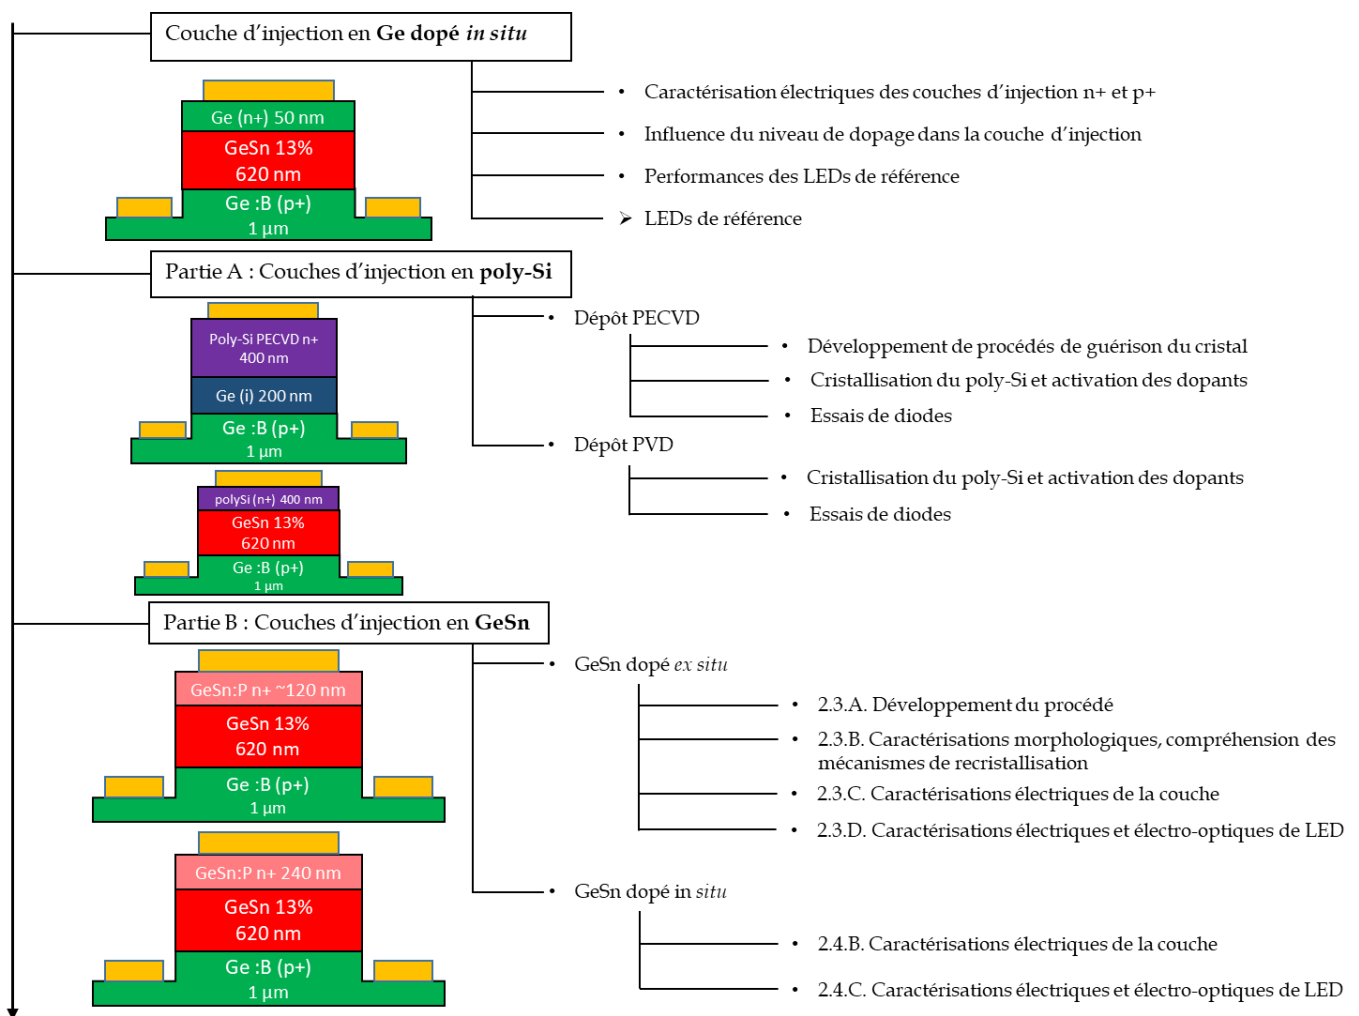 Couche d’injection en Ge dopé in situ
Ge (n+) 50 nm
GeSn 13%
620 nm
Ge :B (p+)
1 µm
• Caractérisation électriques des couches d’injection n+ et p+
• Influence du niveau de dopage dans la couche d’injection
• Performances des LEDs de référence
➢ LEDs de référence
Partie A : Couches d’injection en poly-Si
Poly-Si PECVD n+
400 nm
Ge (i) 200 nm
Ge :B (p+)
1 µm
polySi (n+) 400 nm
GeSn 13%
620 nm
Ge :B (p+)
1 µm
• Dépôt PECVD
• Développement de procédés de guérison du cristal
• Cristallisation du poly-Si et activation des dopants
• Essais de diodes
• Dépôt PVD
• Cristallisation du poly-Si et activation des dopants
• Essais de diodes
Partie B : Couches d’injection en GeSn
GeSn:P n+ ~120 nm
GeSn 13%
620 nm
Ge :B (p+)
1 µm
GeSn:P n+ 240 nm
GeSn 13%
620 nm
Ge :B (p+)
1 µm
• GeSn dopé ex situ
• 2.3.A. Développement du procédé
• 2.3.B. Caractérisations morphologiques, compréhension des
mécanismes de recristallisation
• 2.3.C. Caractérisations électriques de la couche
• 2.3.D. Caractérisations électriques et électro-optiques de LED
• GeSn dopé in situ
• 2.4.B. Caractérisations électriques de la couche
• 2.4.C. Caractérisations électriques et électro-optiques de LED